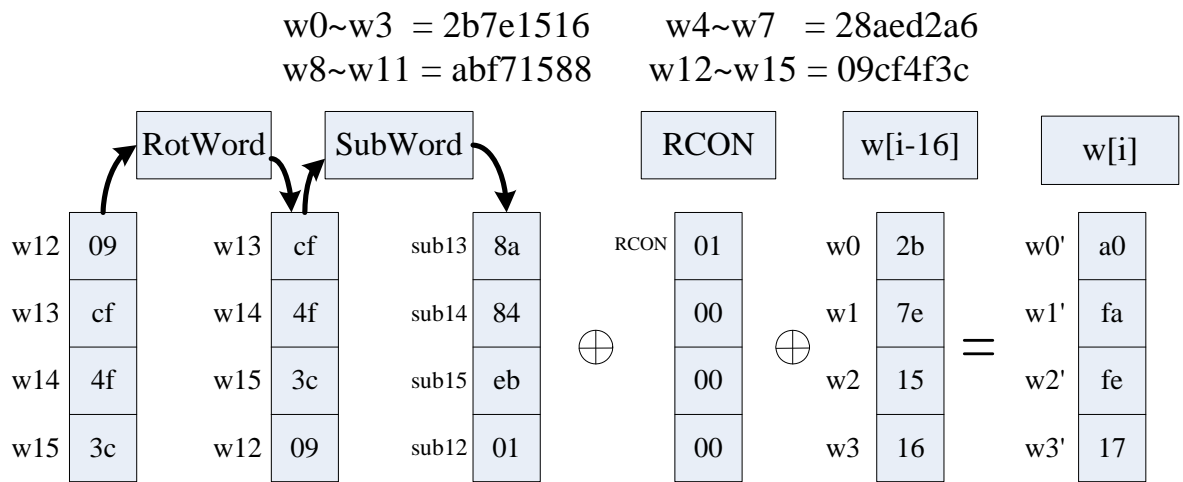 w0~w3 = 2b7e1516 w4~w7 = 28aed2a6
w8~w11 = abf71588 w12~w15 = 09cf4f3c
RotWord SubWord RCON w[i-16] w[i]
w12 09 w13 cf sub13 8a RCON 01 w0 2b w0' a0
w13 cf w14 4f sub14 84 00 w1 7e w1' fa
⊕ ⊕ =
w14 4f w15 3c sub15 eb 00 w2 15 w2' fe
w15 3c w12 09 sub12 01 00 w3 16 w3' 17